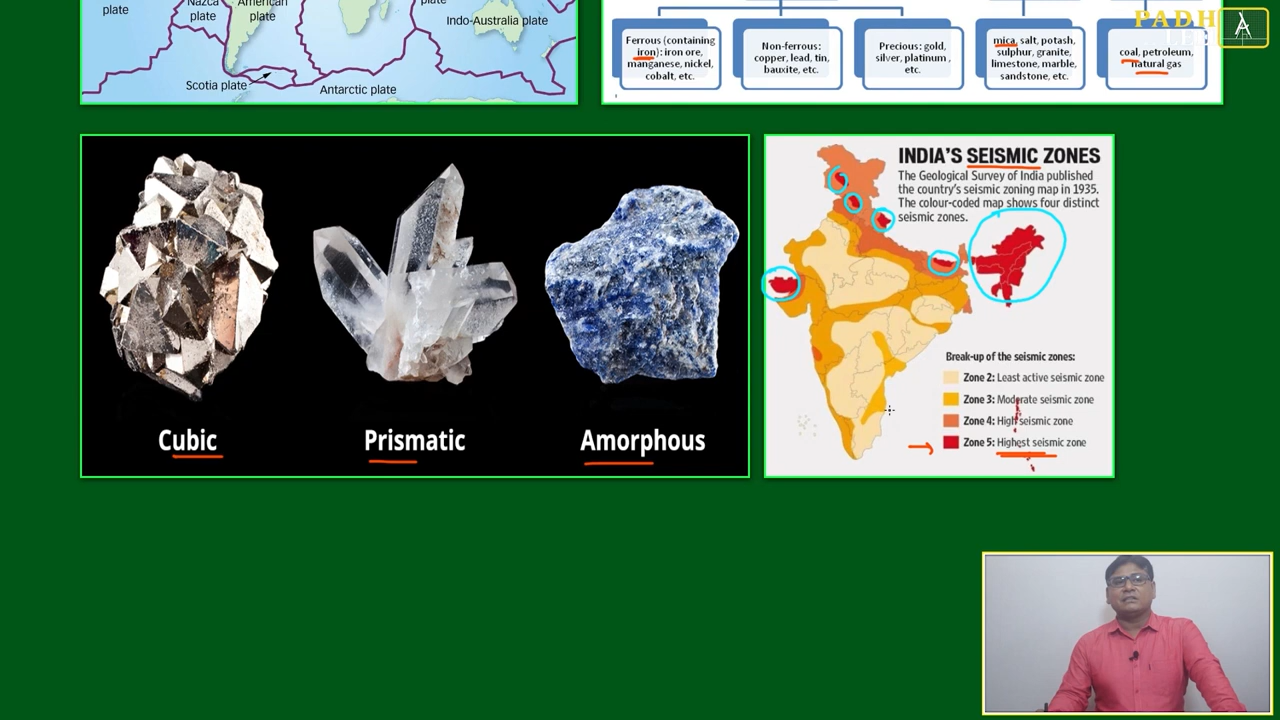 Nazca
plate
plate
American
plate
plate
Indo-Australia plate
Scotia plate
Antarctic plate
Ferrous (containing
iron): iron ore,
manganese, nickel,
cobalt, etc.
Non-ferrous:
copper, lead, tin,
bauxite, etc.
Precious: gold,
silver, platinum,
etc.
mica, salt, potash,
sulphur, granite,
limestone, marble,
sandstone, etc.
coal, petroleum,
natural gas
PADH
LE
Cubic
Prismatic
Amorphous
INDIA'S SEISMIC ZONES
The Geological Survey of India published
the country's seismic zoning map in 1935.
The colour-coded map shows four distinct
seismic zones.
Break-up of the seismic zones:
Zone 2: Least active seismic zone
Zone 3: Moderate seismic zone
Zone 4: High seismic zone
Zone 5: Highest seismic zone